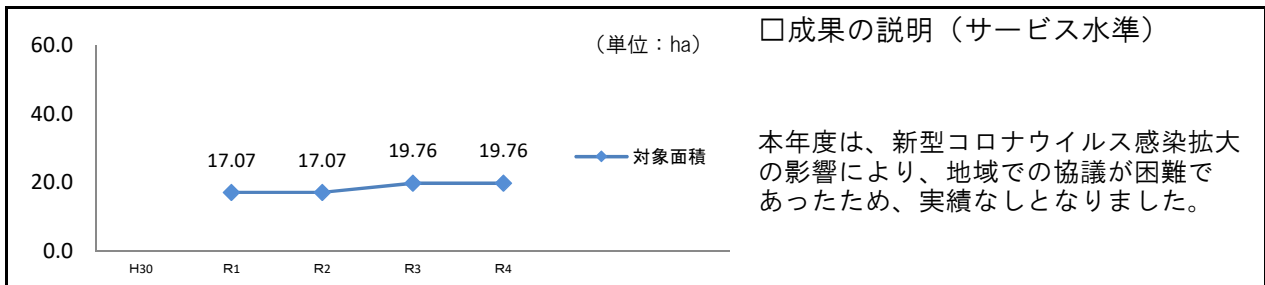 60.0
(単位：ha)
40.0
17.07 17.07 19.76 19.76
対象面積
20.0
0.0
H30 R1 R2 R3 R4
□成果の説明（サービス水準）
本年度は、新型コロナウイルス感染拡大
の影響により、地域での協議が困難で
あったため、実績なしとなりました。